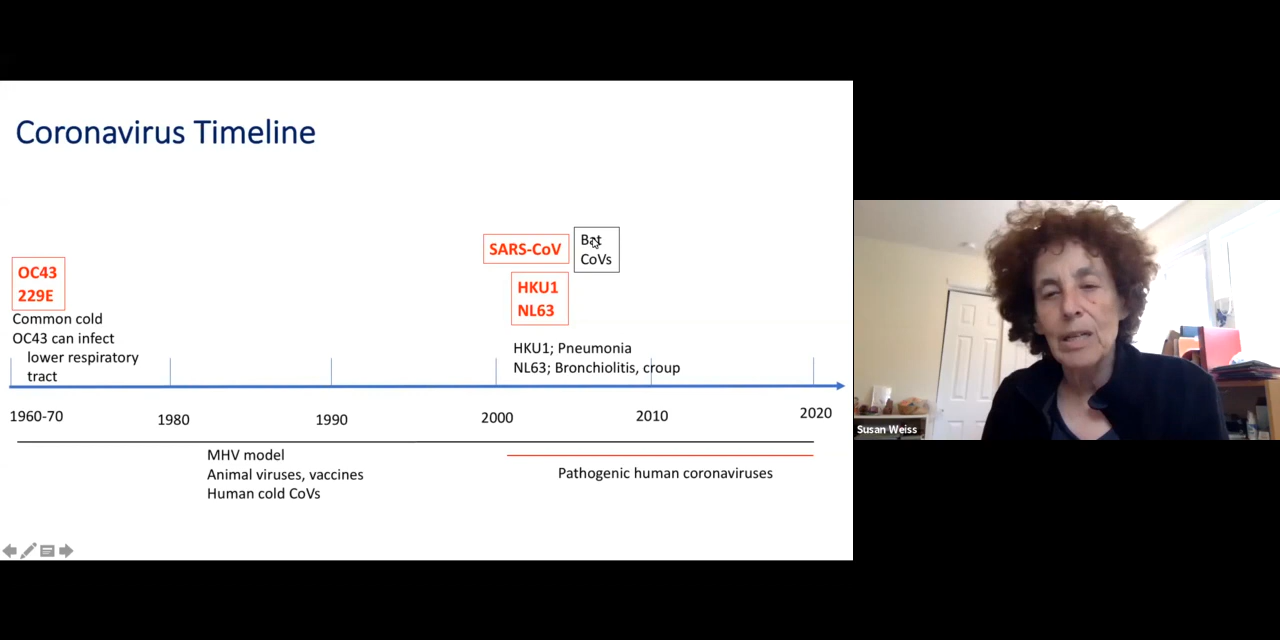 Coronavirus Timeline
OC43
229E
Common cold
OC43 can infect
lower respiratory
tract
SARS-CoV
Bat
CoVs
HKU1
NL63
HKU1; Pneumonia
NL63; Bronchiolitis, croup
1960-70
1980
1990
2000
2010
2020
MHV model
Animal viruses, vaccines
Human cold CoVs
Pathogenic human coronaviruses
Susan Weiss